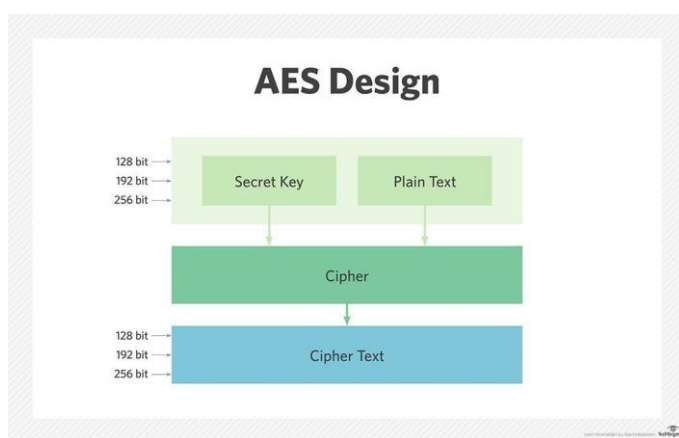 AES Design
128 bit
192 bit
256 bit
Secret Key
Plain Text
Cipher
128 bit
192 bit
256 bit
Cipher Text
TechTarget